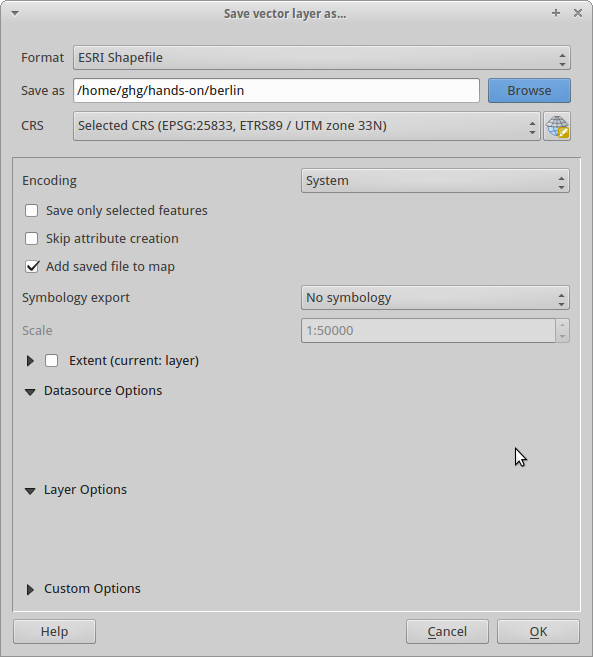 Save vector layer as...
Format ESRI Shapefile
Save as /home/ghg/hands-on/berlin Browse
CRS Selected CRS (EPSG:25833, ETRS89 / UTM zone 33N)
Encoding System
Save only selected features
Skip attribute creation
Add saved file to map
Symbology export No symbology
Scale 1:50000
Extent (current: layer)
Datasource Options
Layer Options
Custom Options
Help Cancel OK